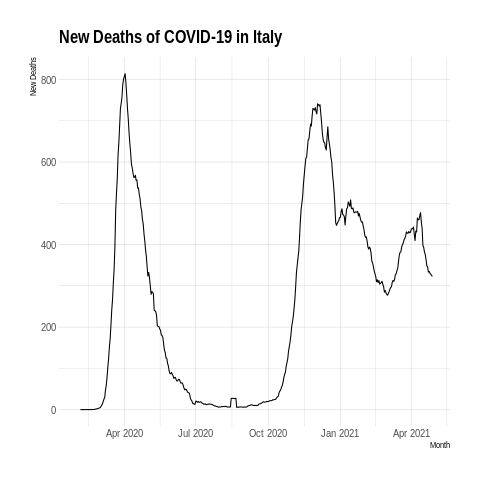 New Deaths of COVID-19 in Italy
New Deaths
800
600
400
200
0
Apr 2020 Jul 2020 Oct 2020 Jan 2021 Apr 2021
Month